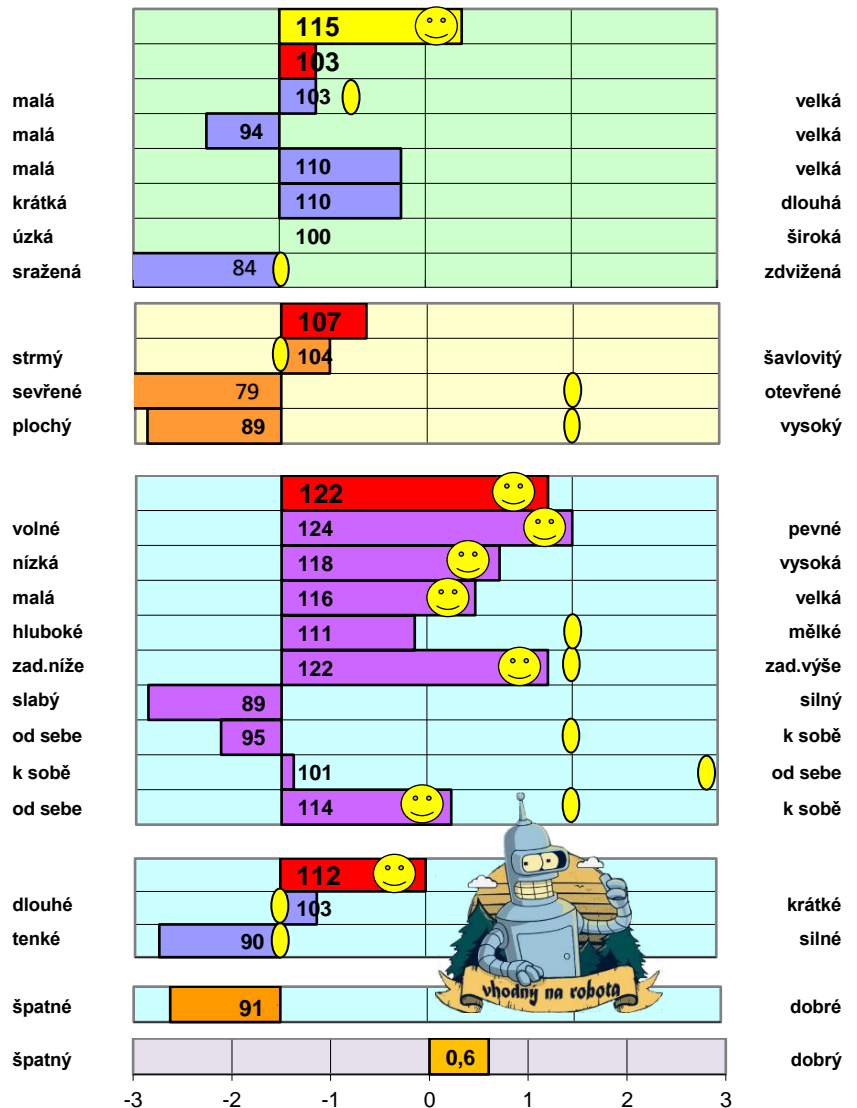 115
103
malá 103 velká
malá 94 velká
malá 110 velká
krátká 110 dlouhá
úzká 100 široká
sražená 84 zdvižená
107
strmý 104 šavlovitý
sevřené 79 otevřené
plochý 89 vysoký
122
volné 124 pevné
nízká 118 vysoká
malá 116 velká
hluboké 111 mělké
zad.níže 122 zad.výše
slabý 89 silný
od sebe 95 k sobě
k sobě 101 od sebe
od sebe 114 k sobě
112
dlouhé 103 krátké
tenké 90 silné
vhodný na robota
špatné 91 dobré
špatný 0,6 dobrý
-3 -2 -1 0 1 2 3